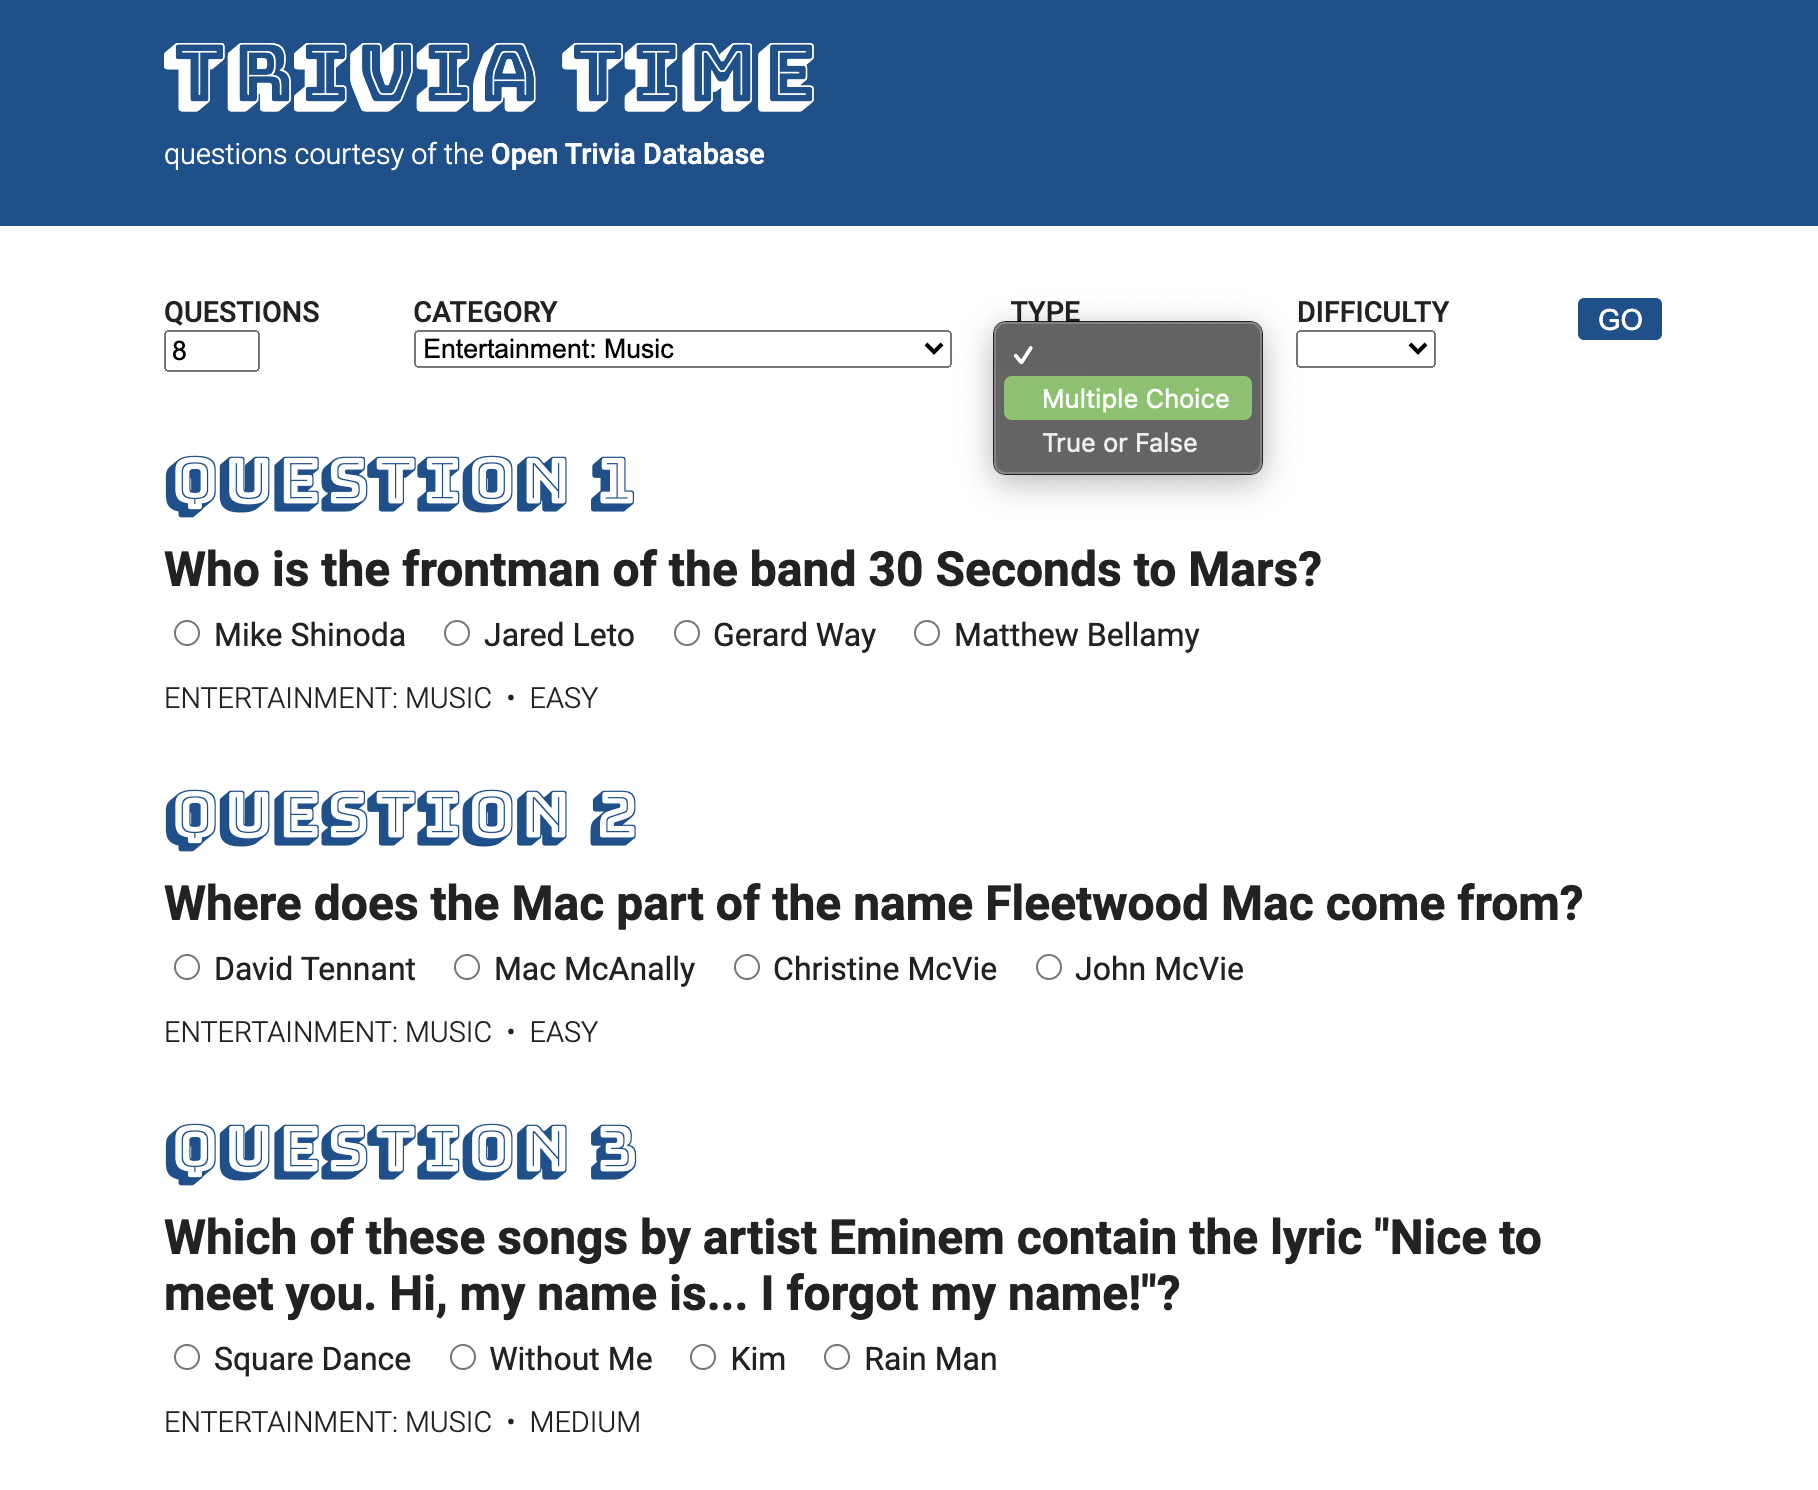 TRIVIA TIME
questions courtesy of the Open Trivia Database
QUESTIONS CATEGORY TYPE DIFFICULTY GO
8 Entertainment: Music
Multiple Choice
True or False
QUESTION 1
Who is the frontman of the band 30 Seconds to Mars?
Mike Shinoda Jared Leto Gerard Way Matthew Bellamy
ENTERTAINMENT: MUSIC • EASY
QUESTION 2
Where does the Mac part of the name Fleetwood Mac come from?
David Tennant Mac McAnally Christine McVie John McVie
ENTERTAINMENT: MUSIC • EASY
QUESTION 3
Which of these songs by artist Eminem contain the lyric "Nice to
meet you. Hi, my name is... I forgot my name!"?
Square Dance Without Me Kim Rain Man
ENTERTAINMENT: MUSIC • MEDIUM